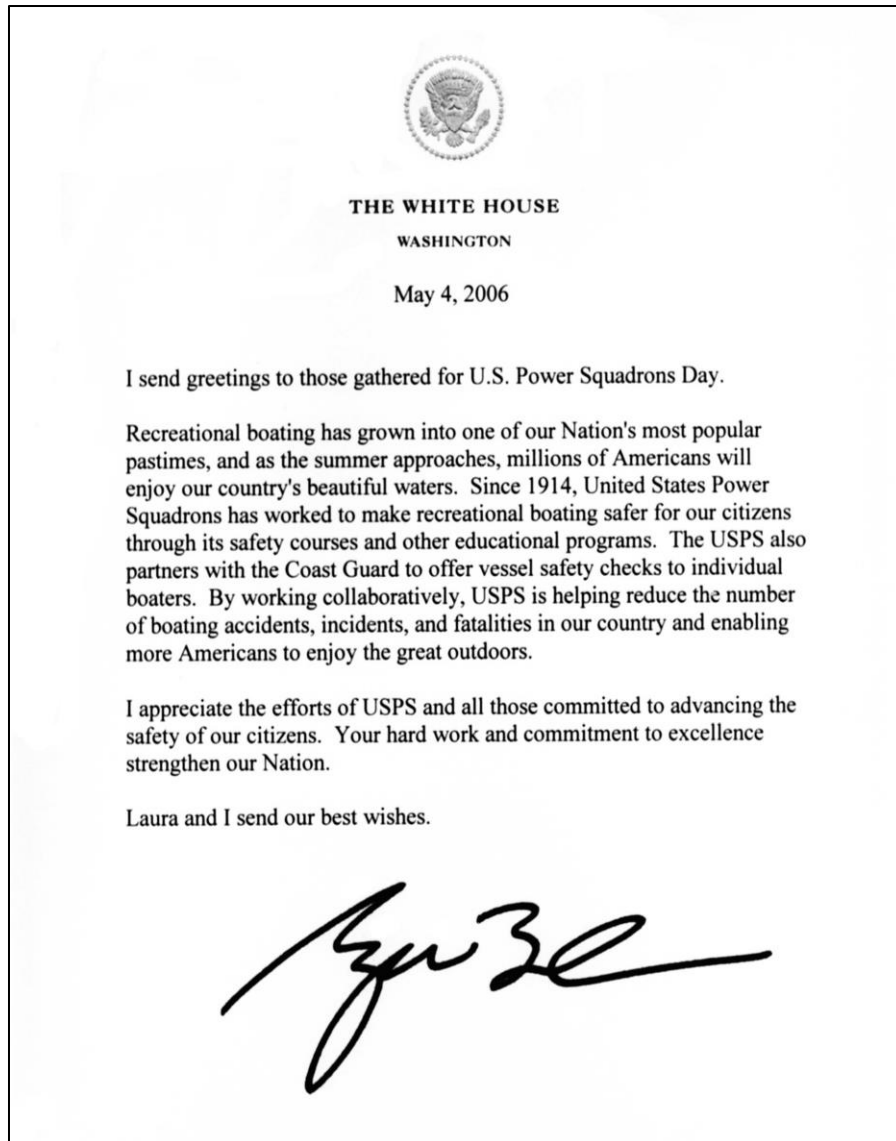 THE WHITE HOUSE
WASHINGTON
May 4, 2006
I send greetings to those gathered for U.S. Power Squadrons Day.
Recreational boating has grown into one of our Nation's most popular
pastimes, and as the summer approaches, millions of Americans will
enjoy our country's beautiful waters.  Since 1914, United States Power
Squadrons has worked to make recreational boating safer for our citizens
through its safety courses and other educational programs.  The USPS also
partners with the Coast Guard to offer vessel safety checks to individual
boaters.  By working collaboratively, USPS is helping reduce the number
of boating accidents, incidents, and fatalities in our country and enabling
more Americans to enjoy the great outdoors.
I appreciate the efforts of USPS and all those committed to advancing the
safety of our citizens.  Your hard work and commitment to excellence
strengthen our Nation.
Laura and I send our best wishes.